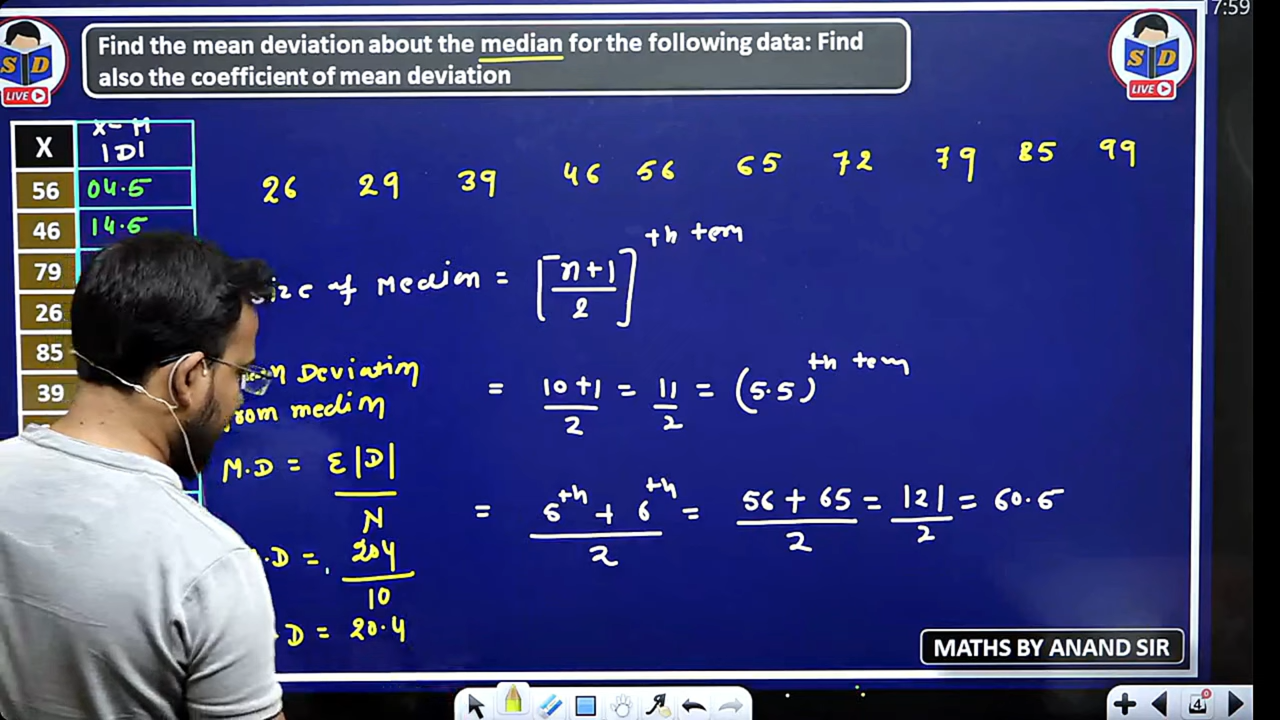 17:59
Find the mean deviation about the median for the following data: Find
also the coefficient of mean deviation
S D
LIVE
S D
LIVE
X
X-M
|D|
56 04.5
46 14.5
79
26
85
39
26 29 39 46 56 65 72 79 85 99
Size of Median = [n+1/2]th term
= 10+1/2 = 11/2 = (5.5)th term
= 5th + 6th/2 = 56 + 65/2 = 121/2 = 60.5
Deviation
from
M.D = Σ|D|/N
.D = 204/10
.D = 20.4
MATHS BY ANAND SIR
4
0